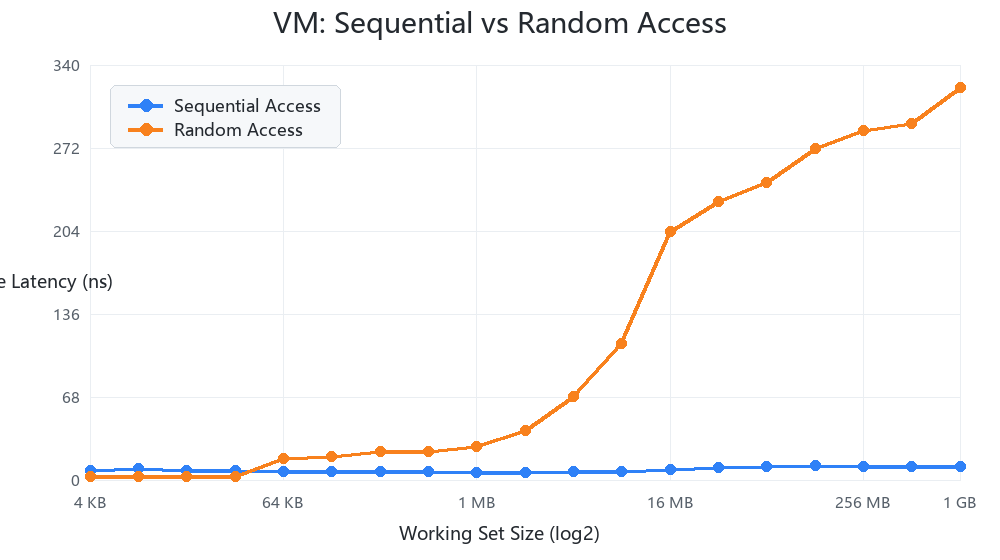 VM: Sequential vs Random Access
Sequential Access
Random Access
340
272
204
136
68
0
e Latency (ns)
4 KB
64 KB
1 MB
16 MB
256 MB
1 GB
Working Set Size (log2)